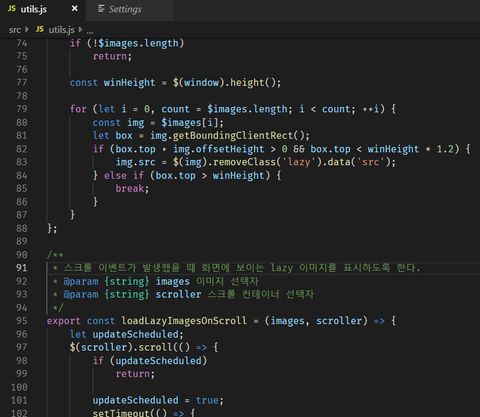 utils.js × Settings
src > utils.js > ...
74 if (!$images.length)
75 return;
76
77 const winHeight = $(window).height();
78
79 for (let i = 0, count = $images.length; i < count; ++i) {
80 const img = $images[i];
81 let box = img.getBoundingClientRect();
82 if (box.top + img.offsetHeight > 0 && box.top < winHeight * 1.2) {
83 img.src = $(img).removeClass('lazy').data('src');
84 } else if (box.top > winHeight) {
85 break;
86 }
87 }
88 };
89
90 /**
91 * 스크롤 이벤트가 발생했을 때 화면에 보이는 lazy 이미지를 표시하도록 한다.
92 * @param {string} images 이미지 선택자
93 * @param {string} scroller 스크롤 컨테이너 선택자
94 */
95 export const loadLazyImagesOnScroll = (images, scroller) => {
96 let updateScheduled;
97 $(scroller).scroll(() => {
98 if (updateScheduled)
99 return;
100
101 updateScheduled = true;
102 setTimeout(() => {